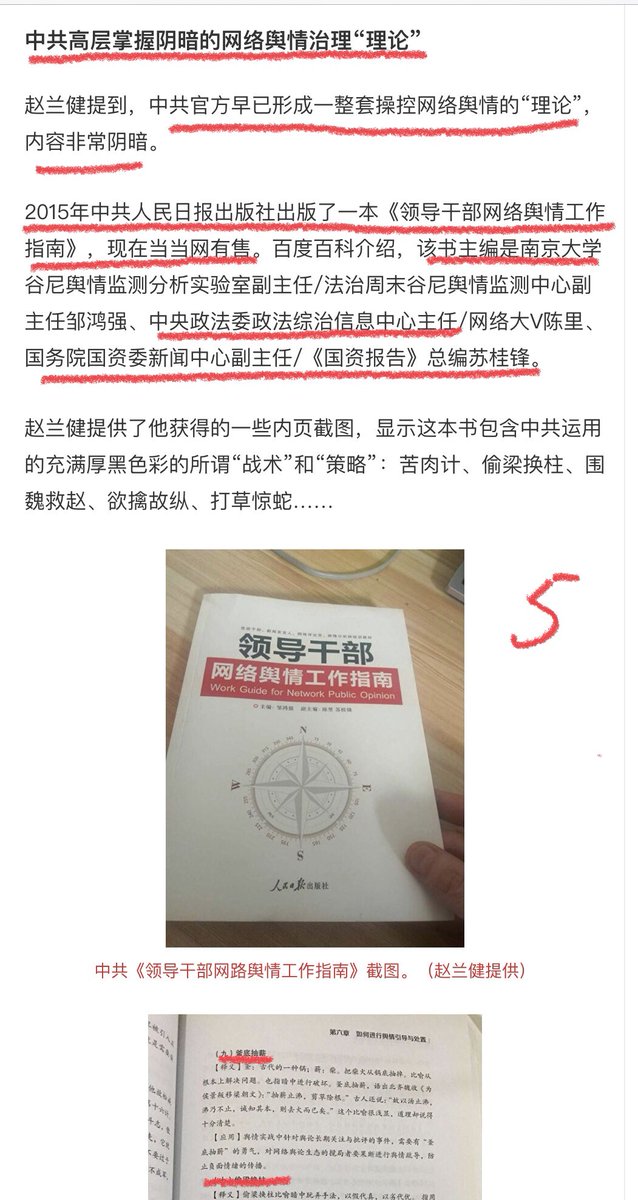 中共高层掌握阴暗的网络舆情治理“理论”
赵兰健提到，中共官方早已形成一整套操控网络舆情的“理论”，
内容非常阴暗。
2015年中共人民日报出版社出版了一本《领导干部网络舆情工作
指南》，现在当当网有售。百度百科介绍，该书主编是南京大学
谷尼舆情监测分析实验室副主任/法治周末谷尼舆情监测中心副
主任邹鸿强、中央政法委政法综治信息中心主任/网络大V陈里、
国务院国资委新闻中心副主任/《国资报告》总编苏桂锋。
赵兰健提供了他获得的一些内页截图，显示这本书包含中共运用
的充满厚黑色彩的所谓“战术”和“策略”：苦肉计、偷梁换柱、围
魏救赵、欲擒故纵、打草惊蛇……
5
领导干部
网络舆情工作指南
Work Guide for Network Public Opinion
主编：邹鸿强 副主编：陈里 苏桂锋
N
W
E
S
人民日报出版社
中共《领导干部网路舆情工作指南》截图。（赵兰健提供）
第六章 如何进行舆情引导与处置
（九）釜底抽薪
【释义】釜：古代的一种锅；薪：柴。把柴火从锅底抽掉。比喻从
根本上解决问题。也指暗中进行破坏。釜底抽薪，语出北齐魏收《为
侯景叛移梁朝文》：“抽薪止沸，剪草除根。”古人还说：“故以汤止沸，
沸乃不止，诚知其本，则去火而已矣。”这个比喻很浅显，道理却说得
十分清楚。
【应用】舆情实战中针对舆论长期关注与批评的事件，需要有“釜
底抽薪”的勇气，对网络舆论生态的搅局者要果断进行舆情疏导，防
止负面情绪的传播。
偷梁换柱
【释义】偷梁换柱比喻暗中玩弄手法，以假代真，以劣代优。指用